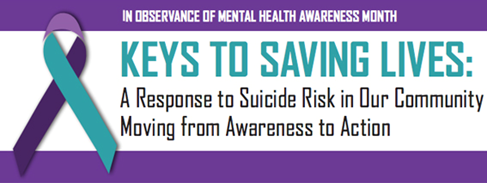 IN OBSERVANCE OF MENTAL HEALTH AWARENESS MONTH
KEYS TO SAVING LIVES:
A Response to Suicide Risk in Our Community
Moving from Awareness to Action